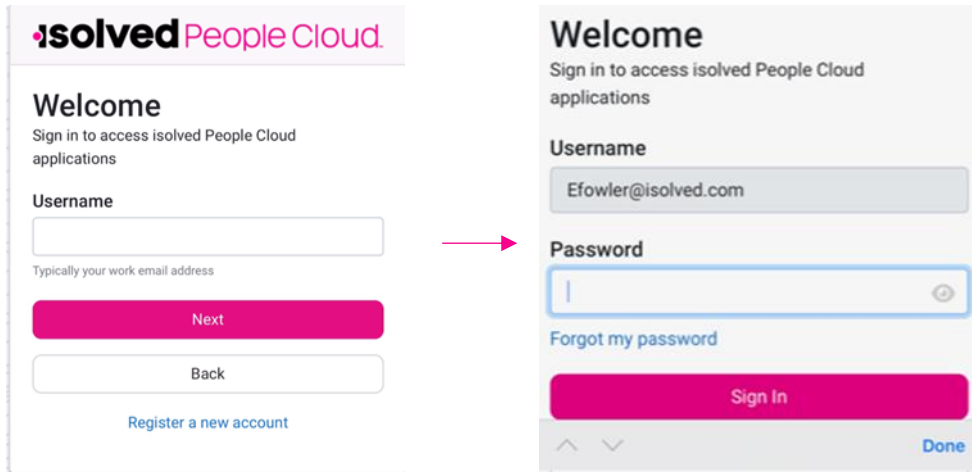 isolved People Cloud
Welcome
Sign in to access isolved People Cloud
applications
Username
Typically your work email address
Next
Back
Register a new account
Welcome
Sign in to access isolved People Cloud
applications
Username
Efowler@isolved.com
Password
Forgot my password
Sign In
Done